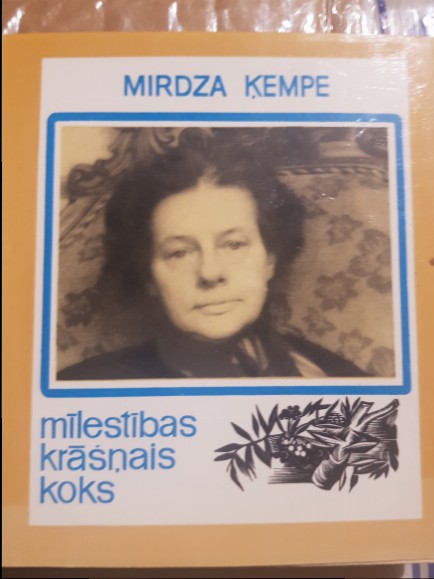 MIRDZA ĶEMPE
mīlestības
krāšņais
koks